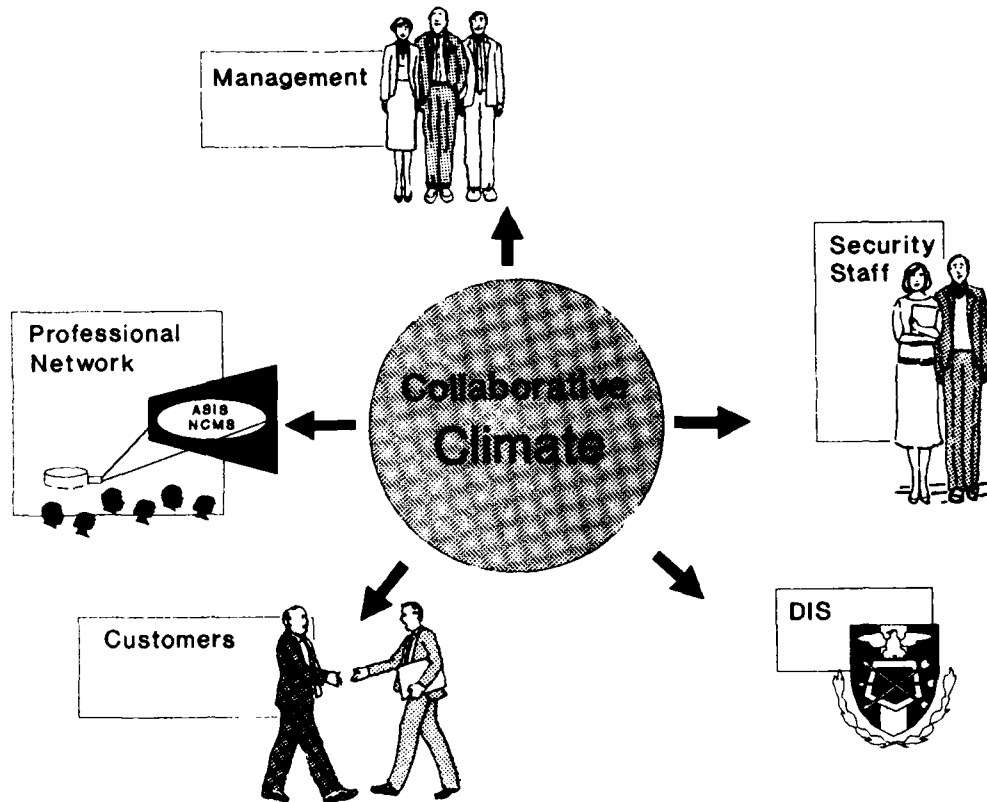 Management
Security
Staff
Professional
Network
ASIS
NCMS
Collaborative
Climate
Customers
DIS